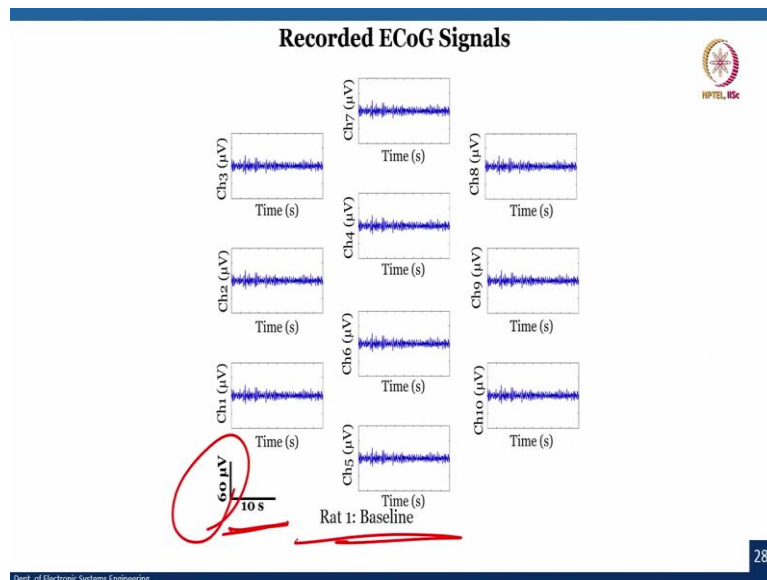 Recorded ECoG Signals
NPTEL, IISc
Ch7 (µV)
Time (s)
Ch3 (µV)
Time (s)
Ch8 (µV)
Time (s)
Ch4 (µV)
Time (s)
Ch2 (µV)
Time (s)
Ch9 (µV)
Time (s)
Ch6 (µV)
Time (s)
Ch1 (µV)
Time (s)
Ch10 (µV)
Time (s)
Ch5 (µV)
Time (s)
60 µV
10 s
Rat 1: Baseline
28
Dept. of Electronic Systems Engineering